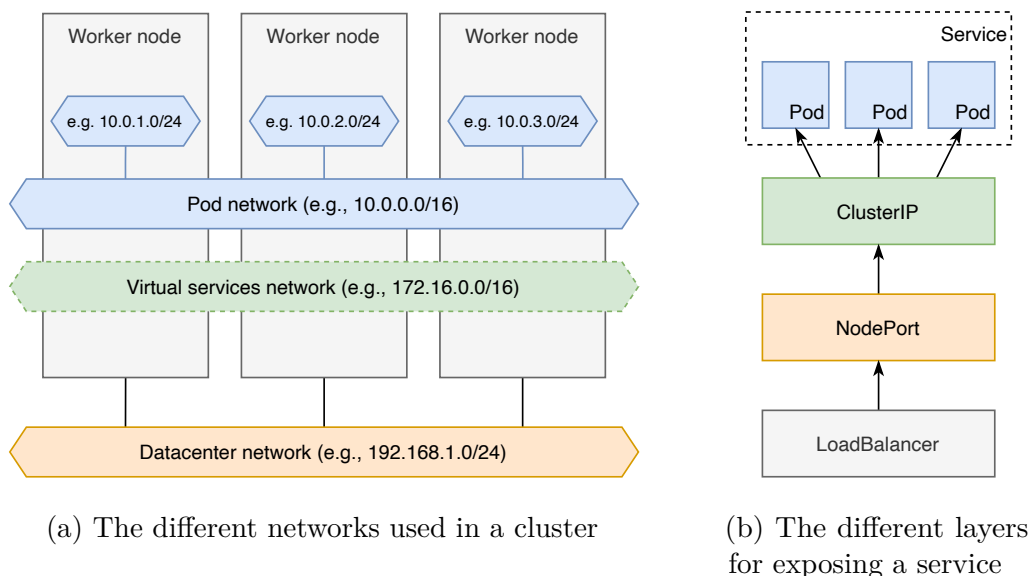 Worker node
Worker node
Worker node
e.g. 10.0.1.0/24
e.g. 10.0.2.0/24
e.g. 10.0.3.0/24
Pod network (e.g., 10.0.0.0/16)
Virtual services network (e.g., 172.16.0.0/16)
Datacenter network (e.g., 192.168.1.0/24)
(a) The different networks used in a cluster
Service
Pod
Pod
Pod
ClusterIP
NodePort
LoadBalancer
(b) The different layers
for exposing a service